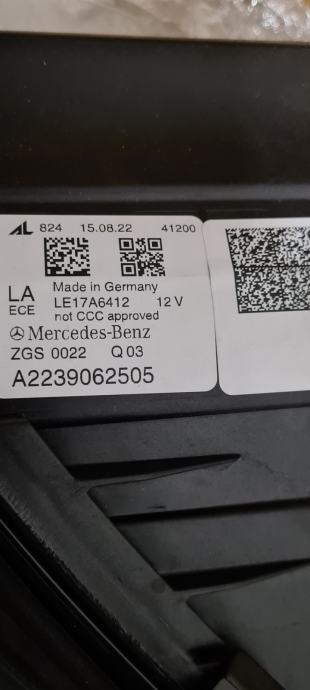 AL 824 15.08.22 41200
LA
ECE
Made in Germany
LE17A6412 12 V
not CCC approved
Mercedes-Benz
ZGS 0022 Q 03
A2239062505